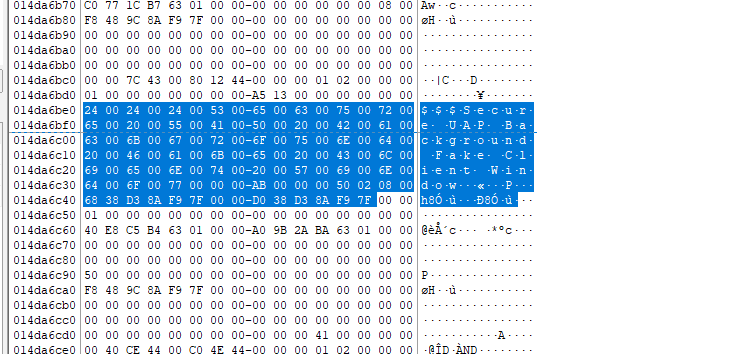 014da6b70 C0 77 1C B7 63 01 00 00-00 00 00 00 00 00 08 00 Àw·c···········
014da6b80 F8 48 9C 8A F9 7F 00 00-00 00 00 00 00 00 00 00 øH··ù···········
014da6b90 00 00 00 00 00 00 00 00-00 00 00 00 00 00 00 00 ················
014da6ba0 00 00 00 00 00 00 00 00-00 00 00 00 00 00 00 00 ················
014da6bb0 00 00 00 00 00 00 00 00-00 00 00 00 00 00 00 00 ················
014da6bc0 00 00 7C 43 00 80 12 44-00 00 00 00 01 02 00 00 ··|C···D········
014da6bd0 01 00 00 00 00 00 00 00-A5 13 00 00 00 00 00 00 ········¥·······
014da6be0 24 00 24 00 24 00 53 00-65 00 63 00 75 00 72 00 $·$·$·S·e·c·u·r·
014da6bf0 65 00 20 00 55 00 41 00-50 00 20 00 42 00 61 00 e· ·U·A·P· ·B·a·
014da6c00 63 00 6B 00 67 00 72 00-6F 00 75 00 6E 00 64 00 c·k·g·r·o·u·n·d·
014da6c10 20 00 46 00 61 00 6B 00-65 00 20 00 43 00 6C 00 ·F·a·k·e· ·C·l·
014da6c20 69 00 65 00 6E 00 74 00-20 00 57 00 69 00 6E 00 i·e·n·t· ·W·i·n·
014da6c30 64 00 6F 00 77 00 00 00-AB 00 00 00 50 02 08 00 d·o·w···«···P···
014da6c40 68 38 D3 8A F9 7F 00 00-D0 38 D3 8A F9 7F 00 00 h8Ó·ù···Ð8Ó·ù···
014da6c50 01 00 00 00 00 00 00 00-00 00 00 00 00 00 00 00 ················
014da6c60 40 E8 C5 B4 63 01 00 00-A0 9B 2A BA 63 01 00 00 @èÅ´c··· ·*ºc···
014da6c70 00 00 00 00 00 00 00 00-00 00 00 00 00 00 00 00 ················
014da6c80 00 00 00 00 00 00 00 00-00 00 00 00 00 00 00 00 ················
014da6c90 50 00 00 00 00 00 00 00-00 00 00 00 00 00 00 00 P···············
014da6ca0 F8 48 9C 8A F9 7F 00 00-00 00 00 00 00 00 00 00 øH··ù···········
014da6cb0 00 00 00 00 00 00 00 00-00 00 00 00 00 00 00 00 ················
014da6cc0 00 00 00 00 00 00 00 00-00 00 00 00 00 00 00 00 ················
014da6cd0 00 00 00 00 00 00 00 00-00 00 00 00 41 00 00 00 ············A···
014da6ce0 00 40 CE 44 00 C0 4E 44-00 00 00 00 01 02 00 00 ·@ÎD·ÀND········